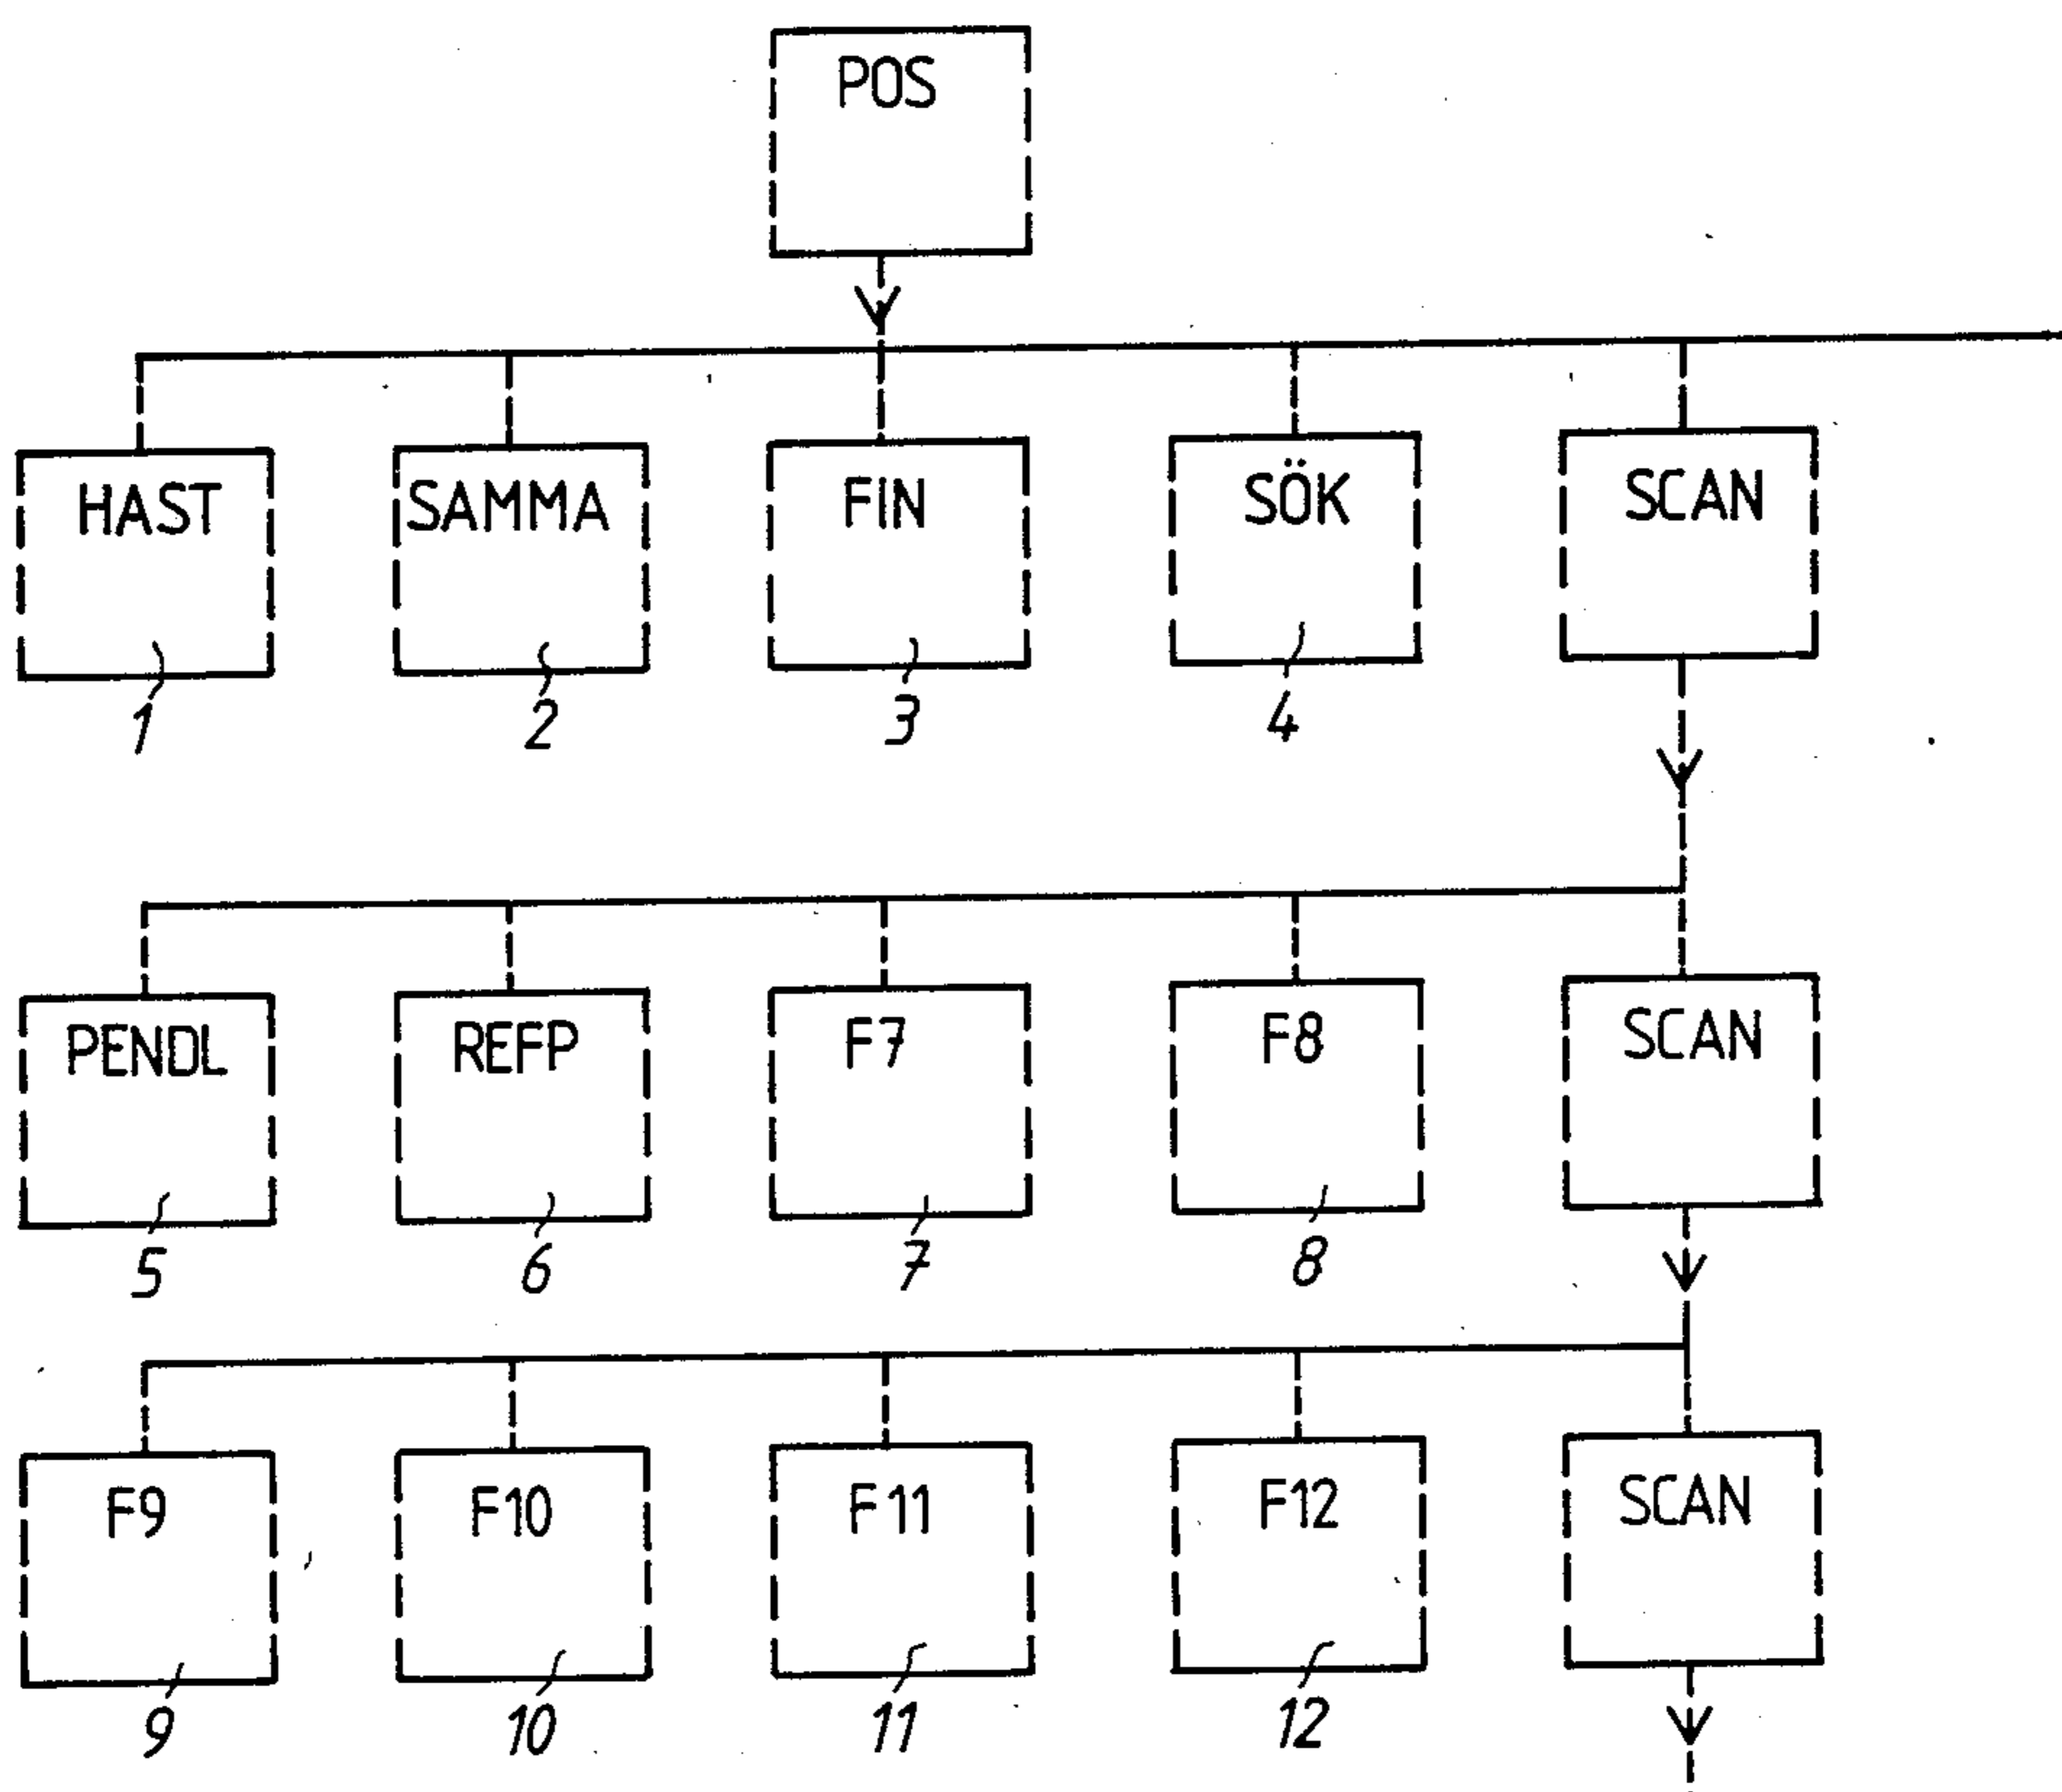 POS
HAST SAMMA FIN SÖK SCAN
1 2 3 4
PENDL REFP F7 F8 SCAN
5 6 7 8
F9 F10 F11 F12 SCAN
9 10 11 12